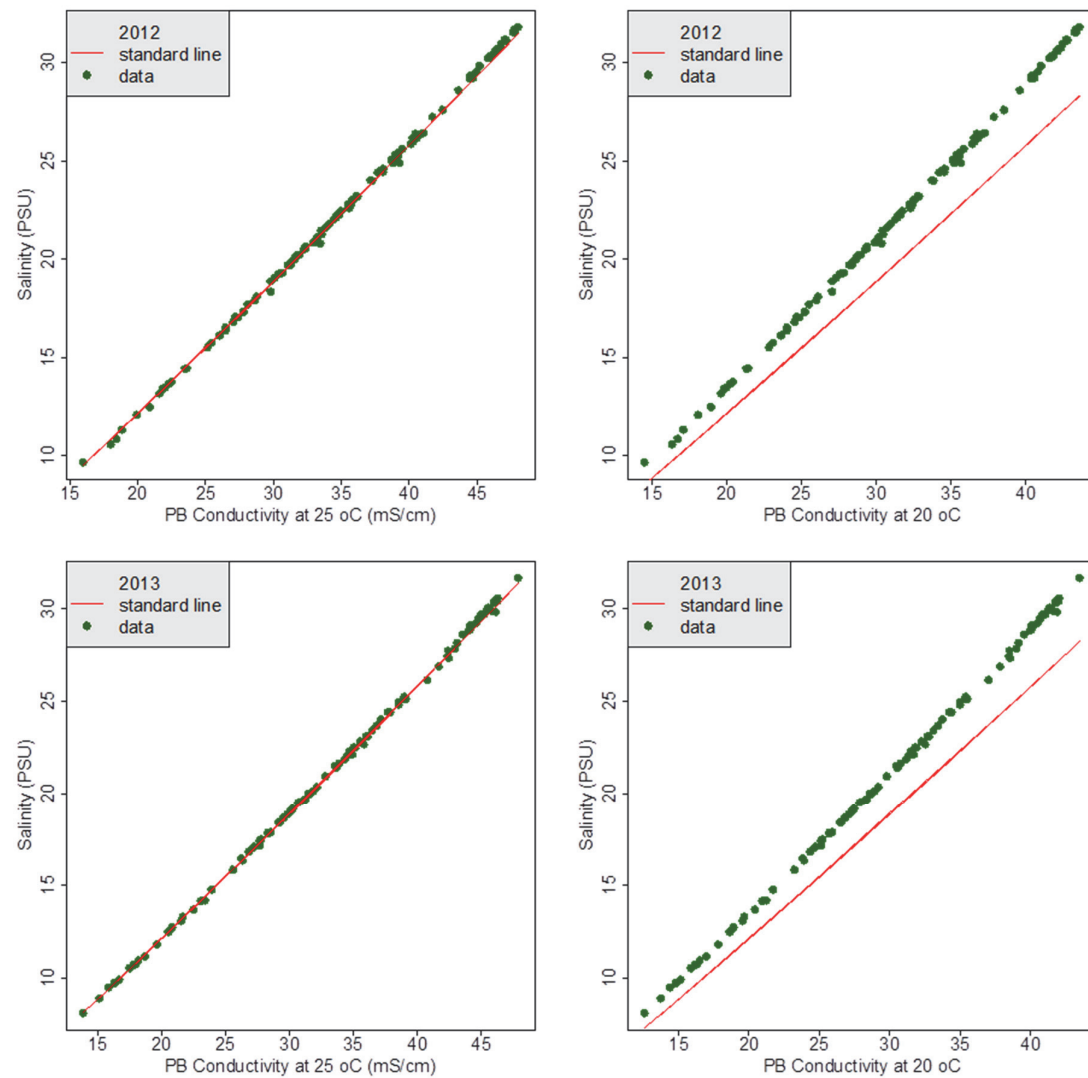 2012
standard line
data
Salinity (PSU)
10 15 20 25 30
15 20 25 30 35 40 45
PB Conductivity at 25 oC (mS/cm)
2012
standard line
data
Salinity (PSU)
10 15 20 25 30
15 20 25 30 35 40
PB Conductivity at 20 oC
2013
standard line
data
Salinity (PSU)
10 15 20 25 30
15 20 25 30 35 40 45
PB Conductivity at 25 oC (mS/cm)
2013
standard line
data
Salinity (PSU)
10 15 20 25 30
15 20 25 30 35 40
PB Conductivity at 20 oC